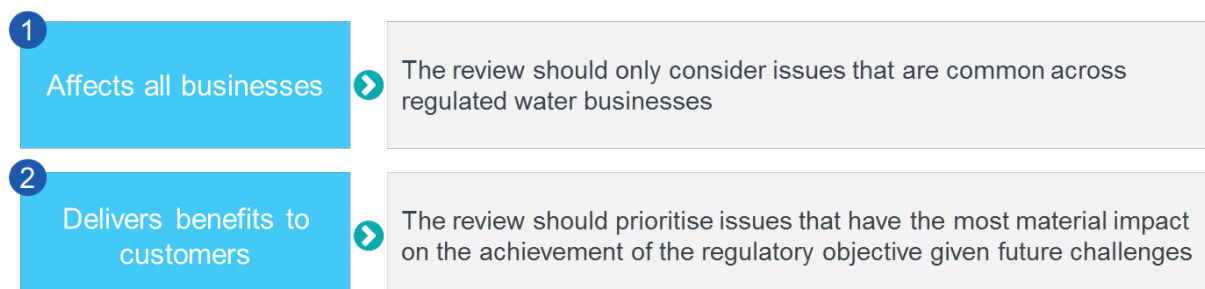 1
Affects all businesses
The review should only consider issues that are common across
regulated water businesses
2
Delivers benefits to
customers
The review should prioritise issues that have the most material impact
on the achievement of the regulatory objective given future challenges